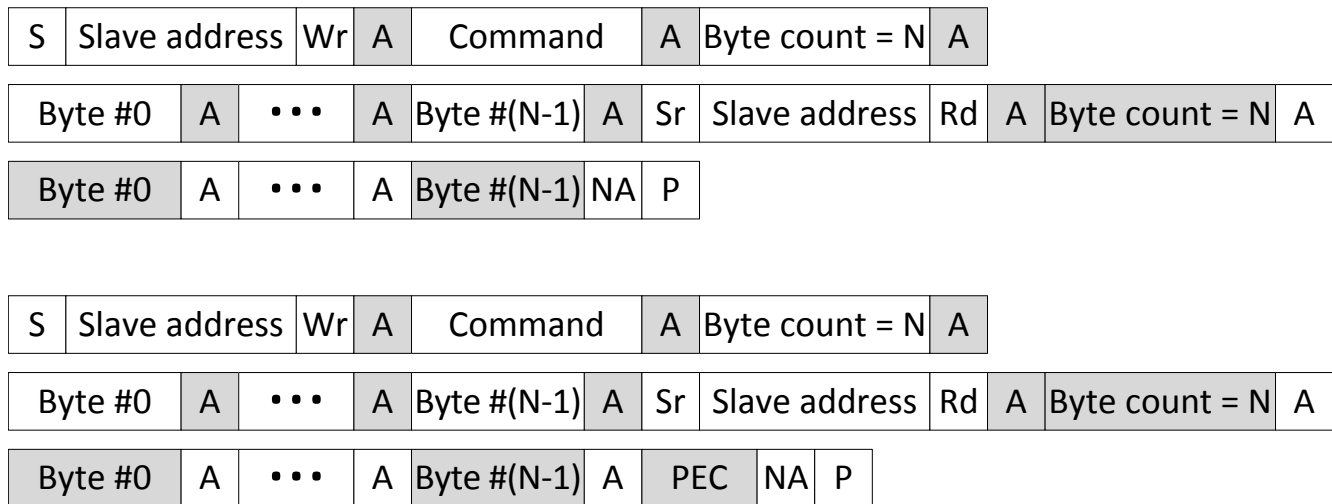 S Slave address Wr A Command A Byte count = N A
Byte #0 A ••• A Byte #(N-1) A Sr Slave address Rd A Byte count = N A
Byte #0 A ••• A Byte #(N-1) NA P
S Slave address Wr A Command A Byte count = N A
Byte #0 A ••• A Byte #(N-1) A Sr Slave address Rd A Byte count = N A
Byte #0 A ••• A Byte #(N-1) A PEC NA P